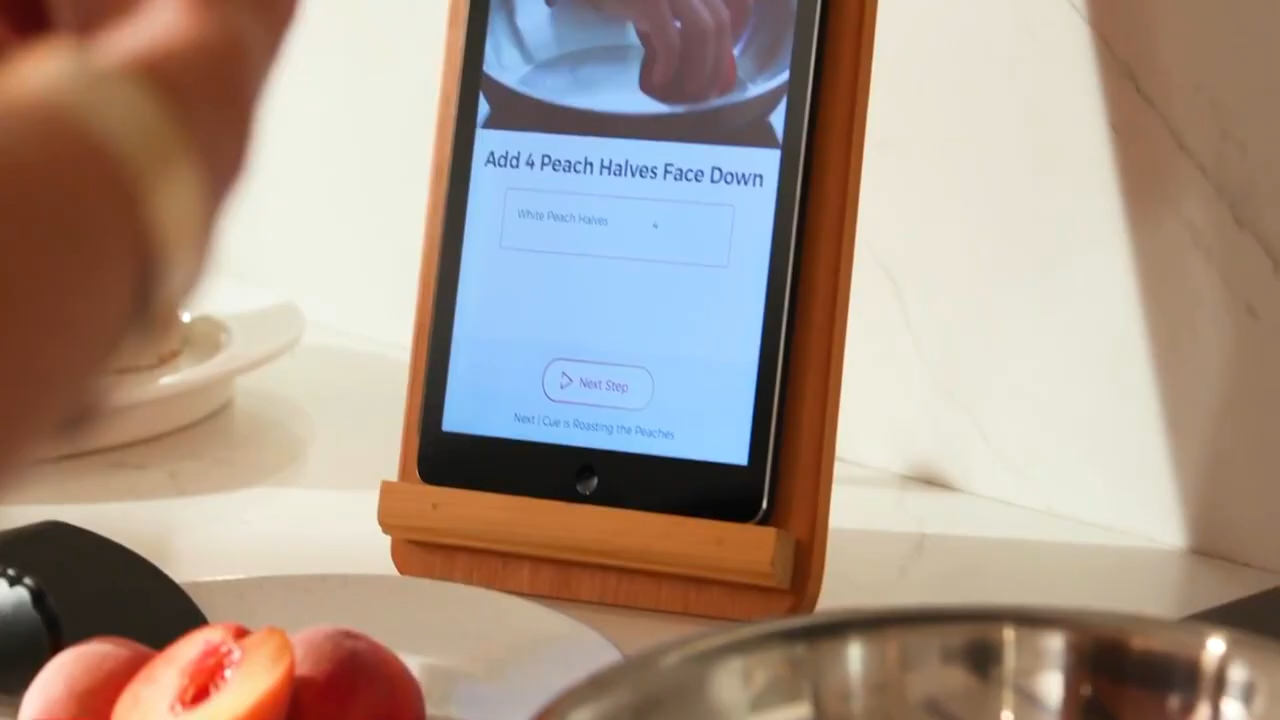 Add 4 Peach Halves Face Down
White Peach Halves 4
Next Step
Next | Cue is Roasting the Peaches